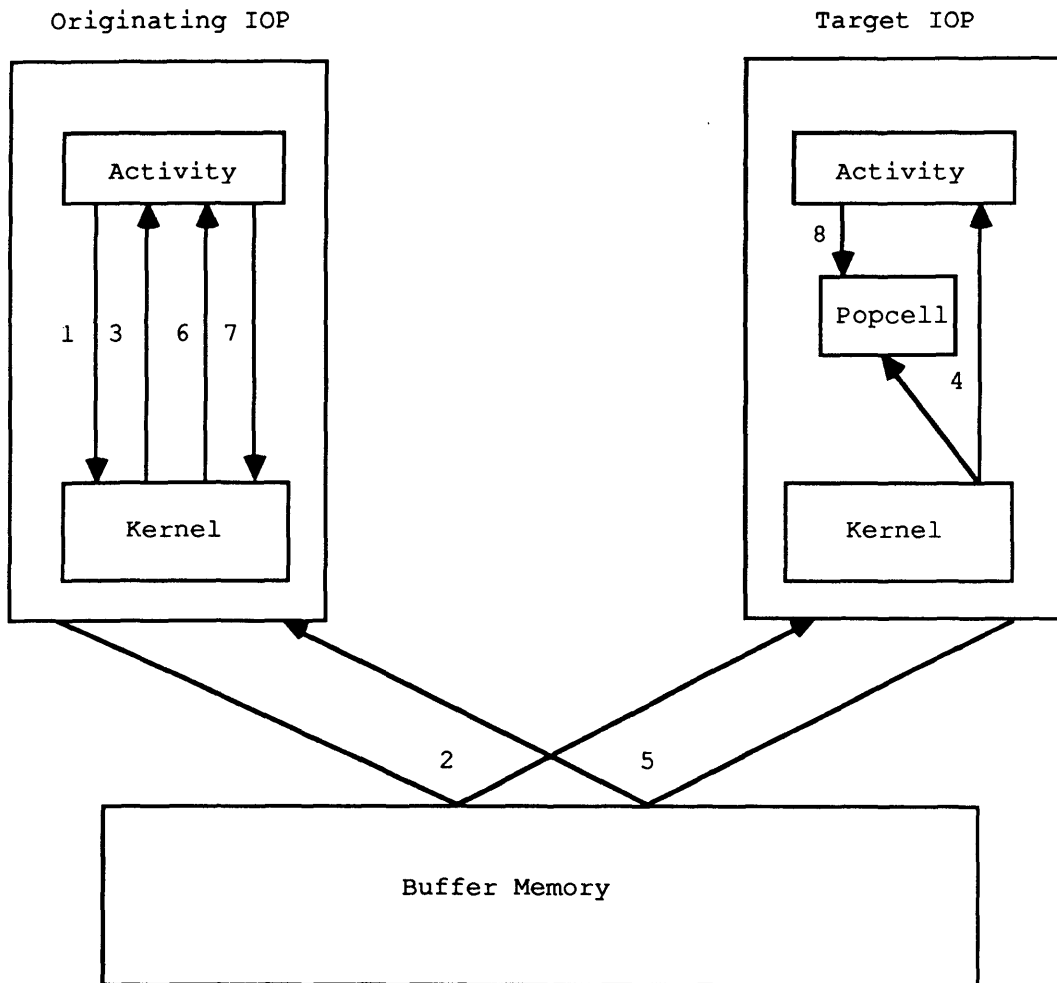 Originating IOP
Target IOP
Activity
Activity
8
Popcell
1
3
6
7
4
Kernel
Kernel
2
5
Buffer Memory